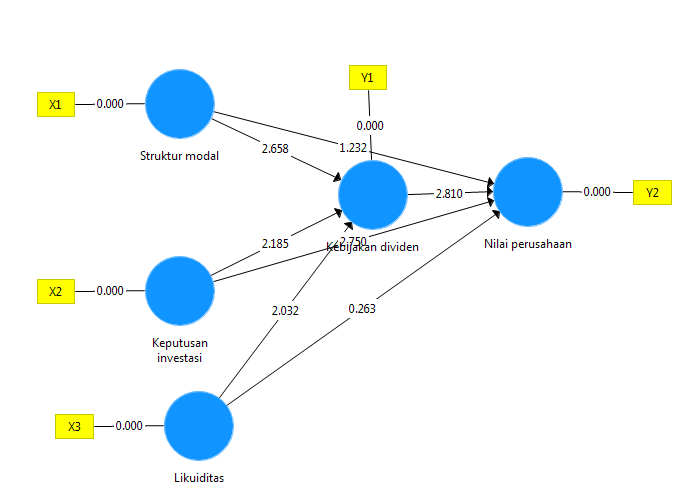 Y1
X1
0.000
0.000
1.232
2.658
Struktur modal
2.810
0.000
Y2
2.185
2.750
Kebijakan dividen
Nilai perusahaan
X2
0.000
2.032
0.263
Keputusan
investasi
X3
0.000
Likuiditas